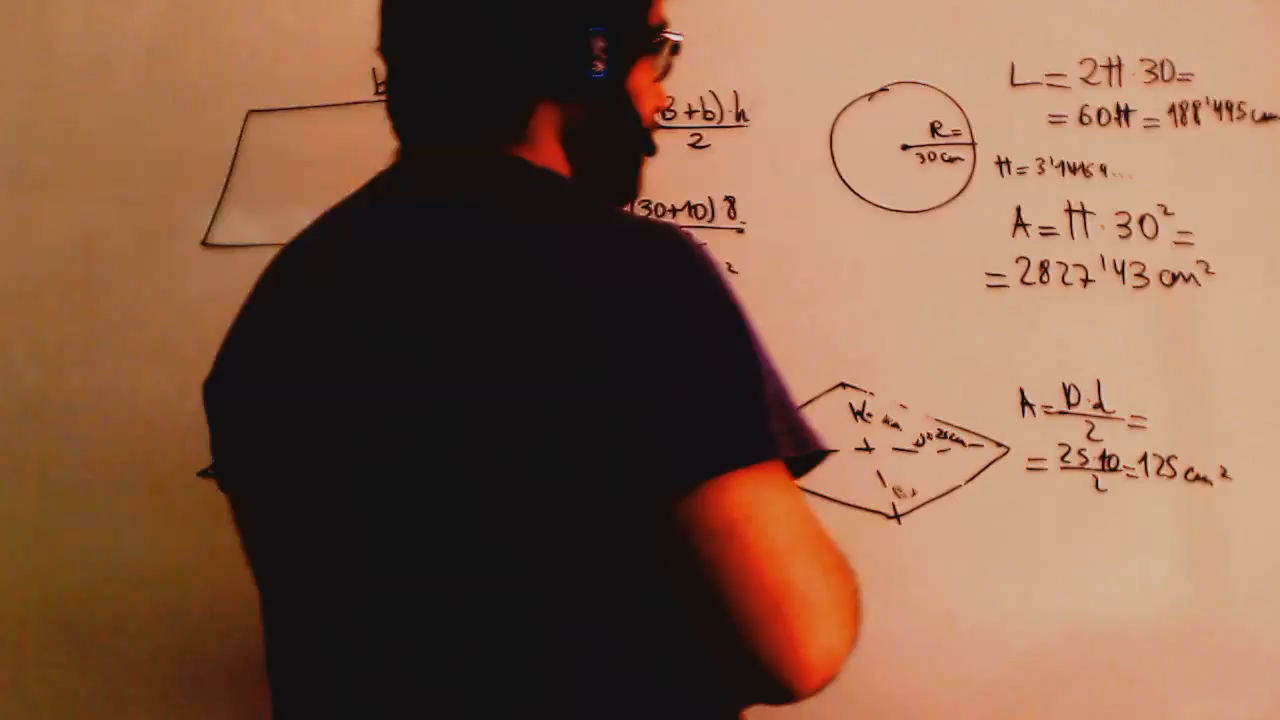 b
3+b)·h
2
(30+10) 8
2
R=
30cm
L = 2π·30=
= 60π = 188'495 cm
A = π·30²=
= 2827'43 cm²
D=25cm
A = D·d =
2
= 25·10 = 125 cm²
2